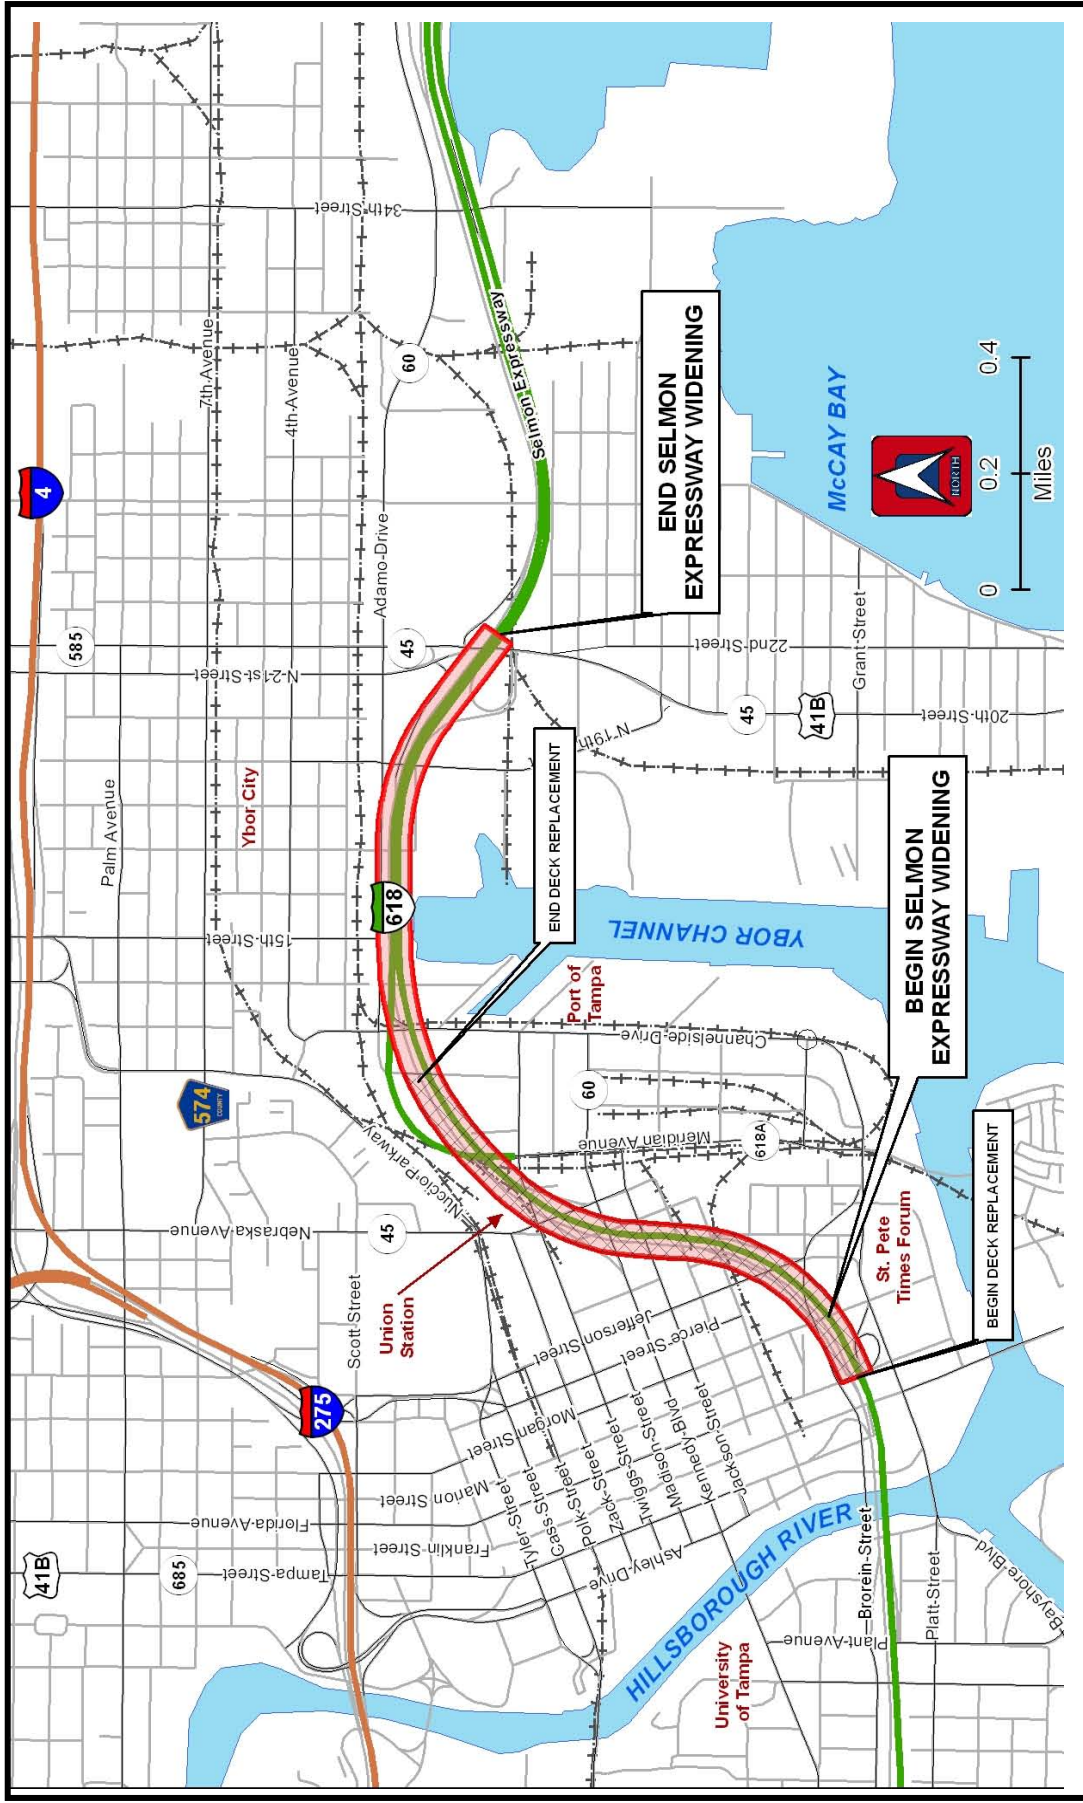 4
275
41B
685
574
COUNTY
585
45
45
45
41B
60
60
618
618A
Palm Avenue
7th Avenue
4th Avenue
Adamo Drive
34th Street
Selmon Expressway
N 21st Street
22nd Street
20th Street
N 19th
Grant Street
15th Street
Channelside Drive
Meridian Avenue
Nuccio Parkway
Nebraska Avenue
Scott Street
Jefferson Street
Pierce Street
Morgan Street
Marion Street
Florida Avenue
Franklin Street
Tampa Street
Ashley Drive
Tyler Street
Cass Street
Polk Street
Zack Street
Twiggs Street
Madison Street
Kennedy Blvd
Jackson Street
Brorein Street
Platt Street
Plant Avenue
Bayshore Blvd
Ybor City
Union
Station
Port of
Tampa
St. Pete
Times Forum
University
of Tampa
HILLSBOROUGH RIVER
YBOR CHANNEL
McCAY BAY
END SELMON
EXPRESSWAY WIDENING
END DECK REPLACEMENT
BEGIN SELMON
EXPRESSWAY WIDENING
BEGIN DECK REPLACEMENT
NORTH
0 0.2 0.4
Miles